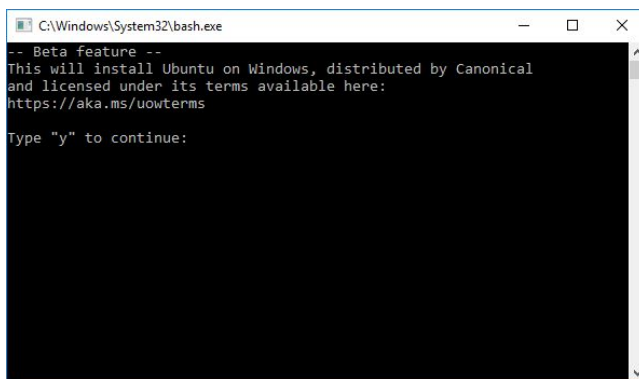 C:\Windows\System32\bash.exe
-- Beta feature --
This will install Ubuntu on Windows, distributed by Canonical
and licensed under its terms available here:
https://aka.ms/uowterms
Type "y" to continue: